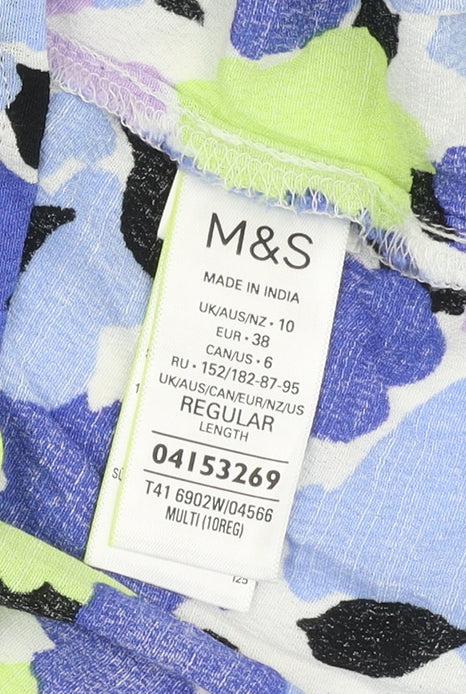 M&S
MADE IN INDIA
UK/AUS/NZ • 10
EUR • 38
CAN/US • 6
RU • 152/182-87-95
UK/AUS/CAN/EUR/NZ/US
REGULAR
LENGTH
04153269
T41 6902W/04566
MULTI (10REG)
125